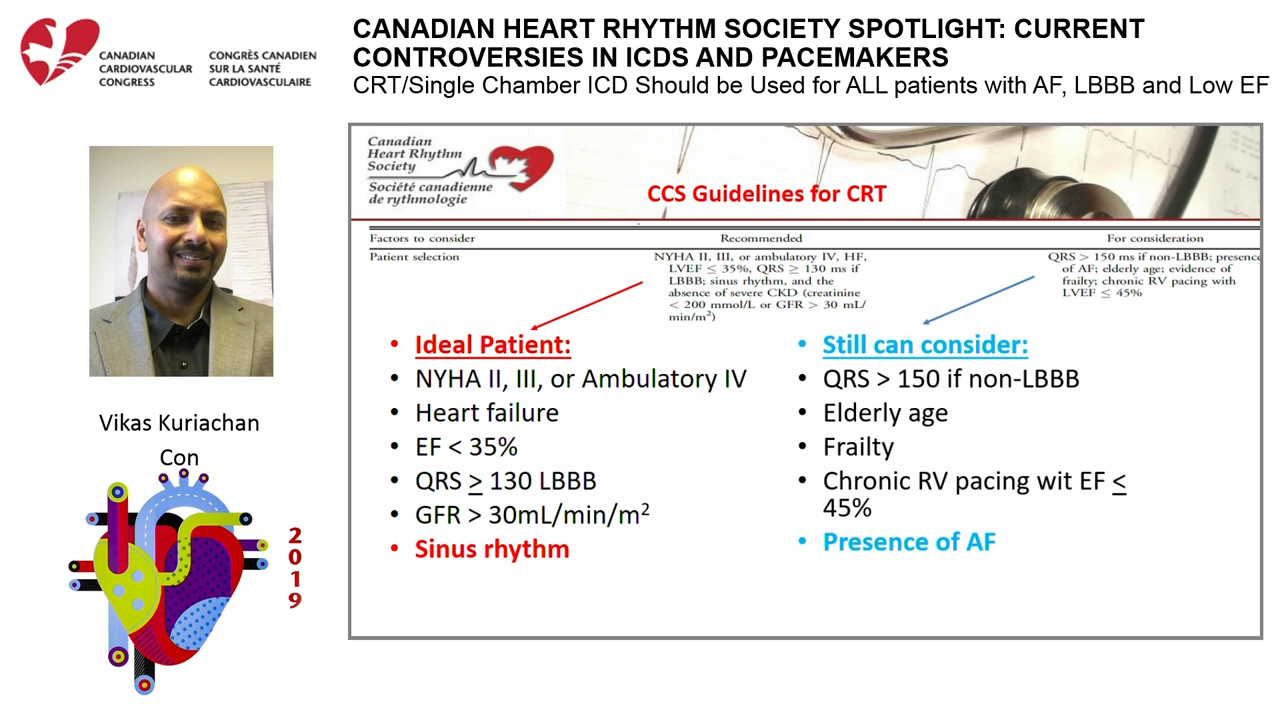 CANADIAN
CARDIOVASCULAR
CONGRESS
CONGRÈS CANADIEN
SUR LA SANTÉ
CARDIOVASCULAIRE
CANADIAN HEART RHYTHM SOCIETY SPOTLIGHT: CURRENT
CONTROVERSIES IN ICDS AND PACEMAKERS
CRT/Single Chamber ICD Should be Used for ALL patients with AF, LBBB and Low EF
Vikas Kuriachan
Con
2019
Canadian
Heart Rhythm
Society
Société canadienne
de rythmologie
CCS Guidelines for CRT
Factors to consider Recommended For consideration
Patient selection
NYHA II, III, or ambulatory IV, HF,
LVEF ≤ 35%, QRS ≥ 130 ms if
LBBB; sinus rhythm, and the
absence of severe CKD (creatinine
< 200 mmol/L or GFR > 30 mL/
min/m²)
QRS > 150 ms if non-LBBB; presence
of AF; elderly age; evidence of
frailty; chronic RV pacing with
LVEF ≤ 45%
• Ideal Patient:
• NYHA II, III, or Ambulatory IV
• Heart failure
• EF < 35%
• QRS ≥ 130 LBBB
• GFR > 30mL/min/m²
• Sinus rhythm
• Still can consider:
• QRS > 150 if non-LBBB
• Elderly age
• Frailty
• Chronic RV pacing wit EF ≤
45%
• Presence of AF